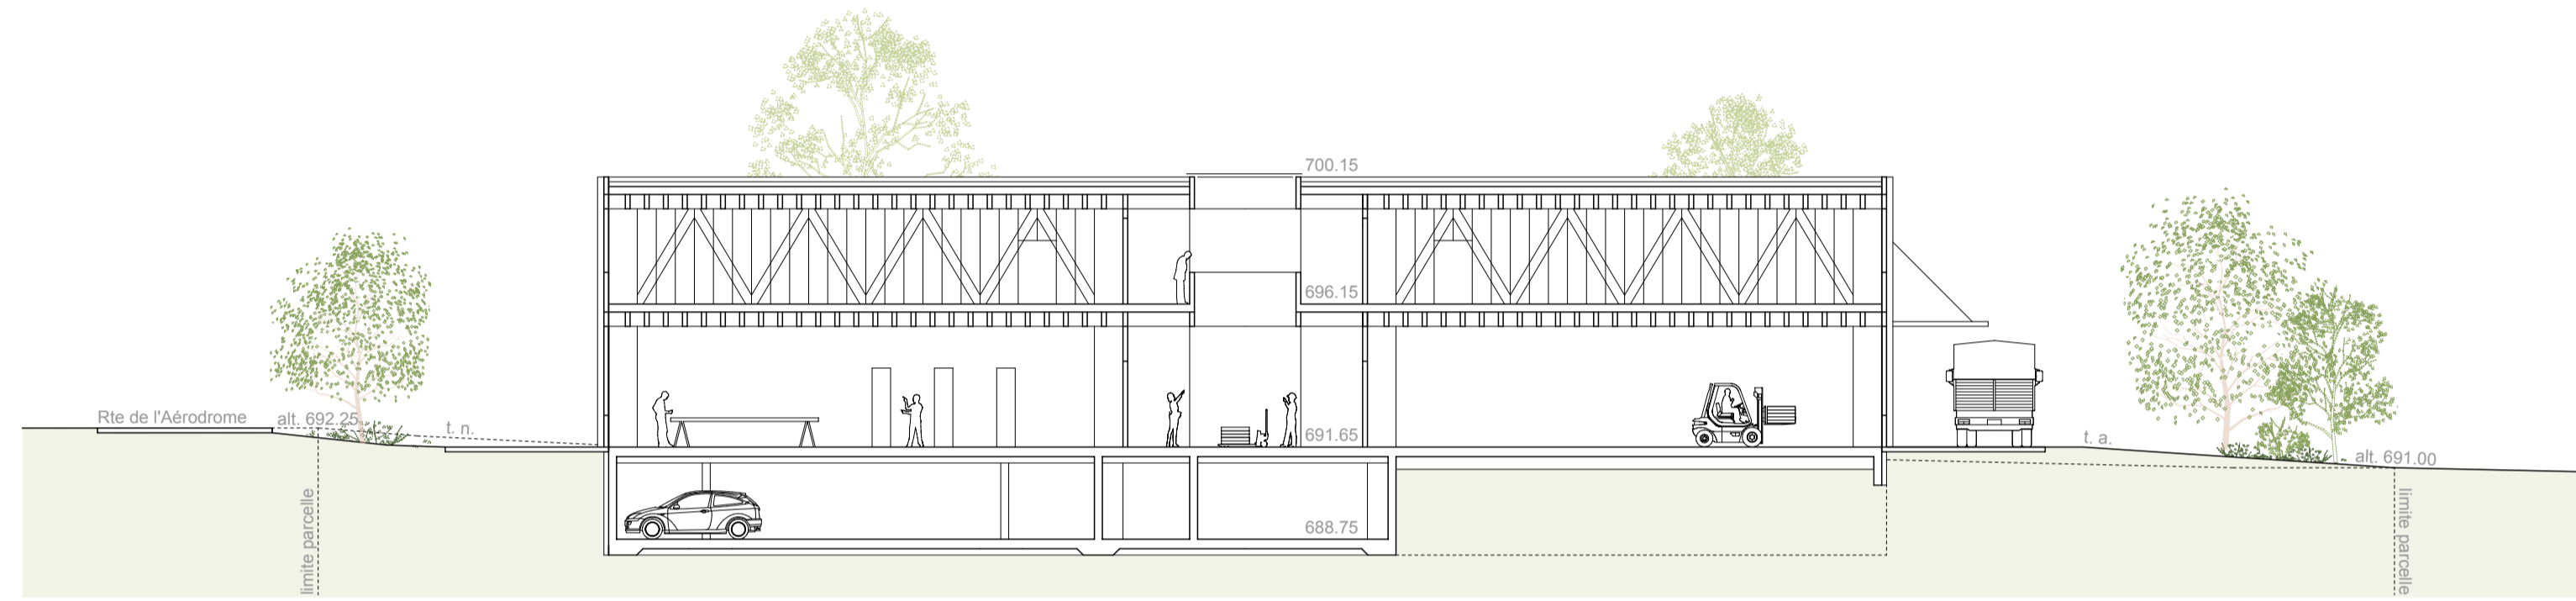 700.15
696.15
Rte de l'Aérodrome
alt. 692.25
t. n.
691.65
t. a.
alt. 691.00
688.75
limite parcelle
limite parcelle